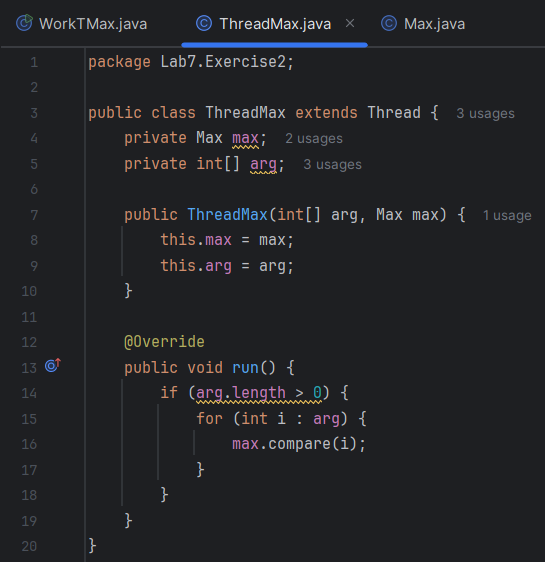 WorkTMax.java ThreadMax.java Max.java
1 package Lab7.Exercise2;
2
3 public class ThreadMax extends Thread { 3 usages
4 private Max max; 2 usages
5 private int[] arg; 3 usages
6
7 public ThreadMax(int[] arg, Max max) { 1 usage
8 this.max = max;
9 this.arg = arg;
10 }
11
12 @Override
13 public void run() {
14 if (arg.length > 0) {
15 for (int i : arg) {
16 max.compare(i);
17 }
18 }
19 }
20 }